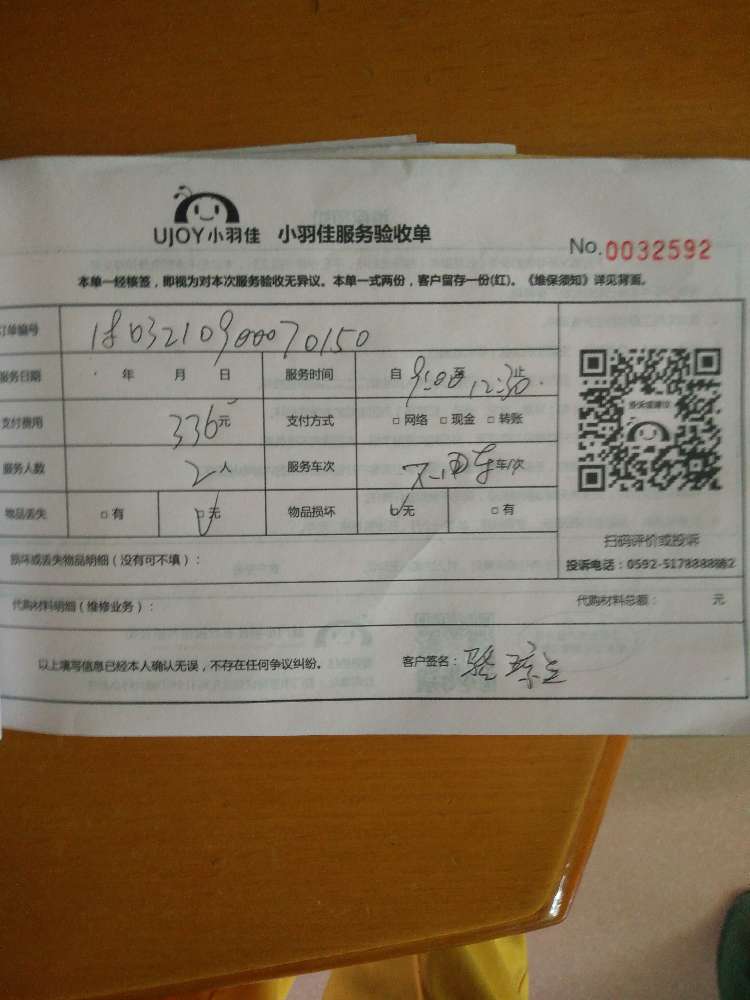 UJOY小羽佳 小羽佳服务验收单 No.0032592
本单一经核签，即视为对本次服务验收无异议。本单一式两份，客户留存一份(红)。《维保须知》详见背面。
订单编号 180321090070150
服务日期 年 月 日 服务时间 自 9:00 至 12:30 止
支付费用 336元 支付方式 □网络 □现金 □转账
服务人数 2人 服务车次 车/次
物品丢失 □有 □无 物品损坏 □无 □有
损坏或丢失物品明细（没有可不填）：
扫码评价或投诉
投诉电话：0592-5178888
代购材料明细（维修业务）： 代购材料总额： 元
以上填写信息已经本人确认无误，不存在任何争议纠纷。 客户签名：